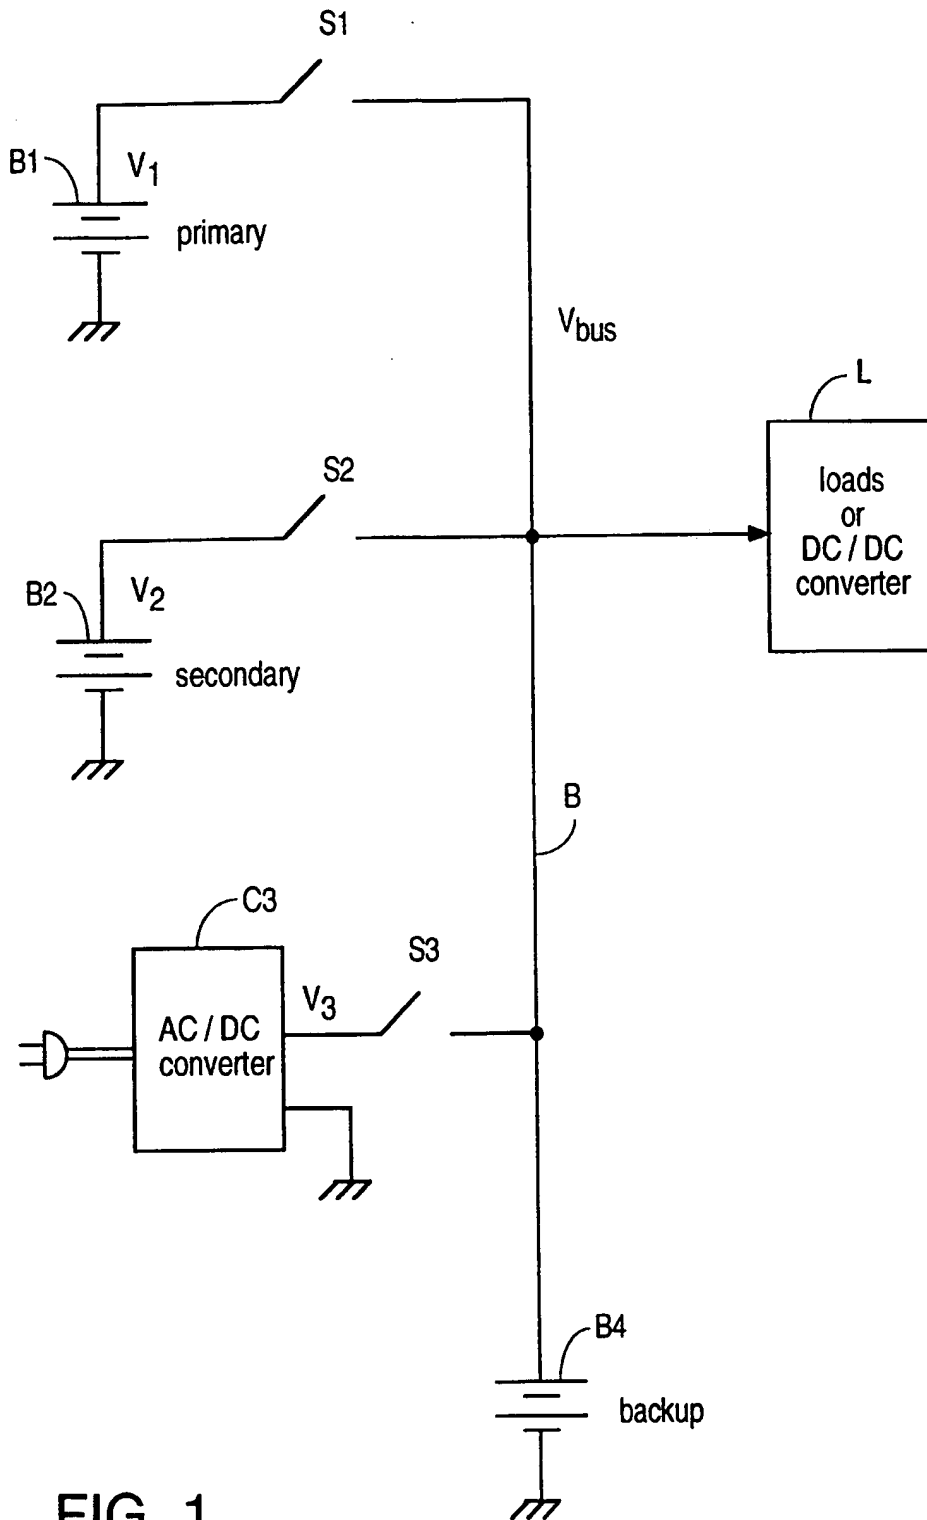 S1
B1
V1
primary
Vbus
L
loads
or
DC / DC
converter
S2
B2
V2
secondary
B
C3
S3
V3
AC / DC
converter
B4
backup
FIG. 1